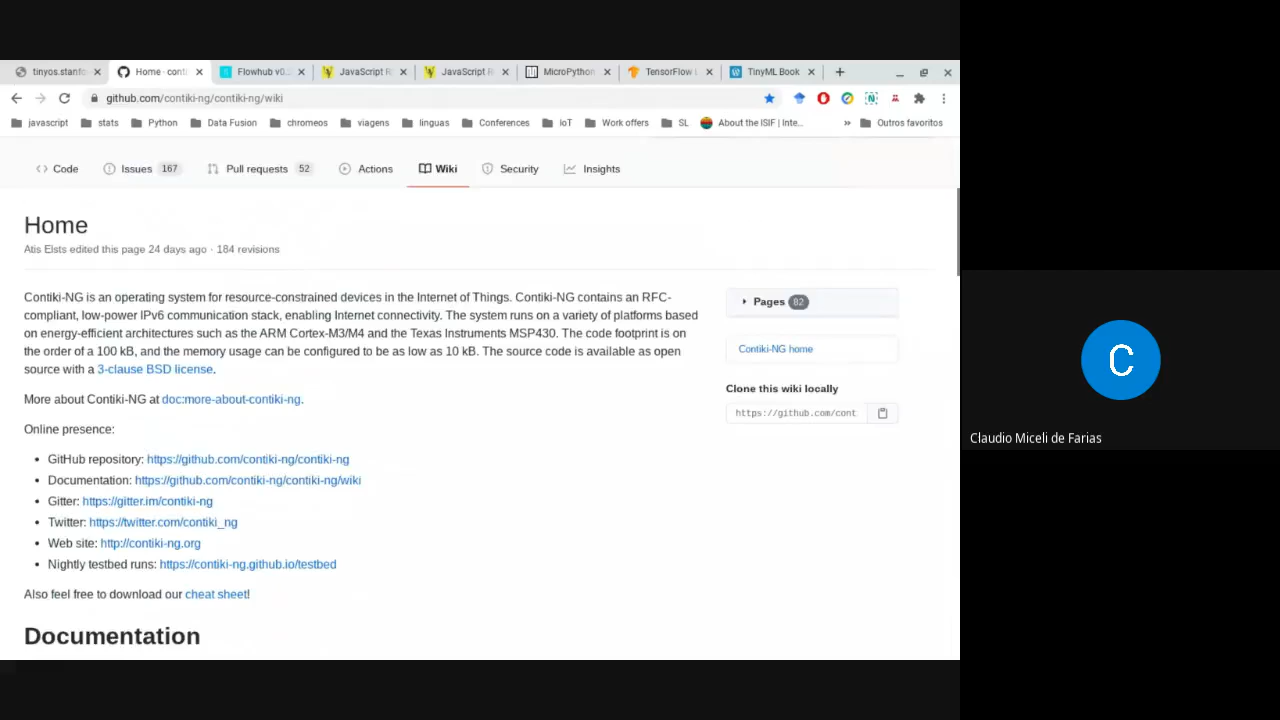 tinyos.stanfo
Home · conti
Flowhub v0...
JavaScript R
JavaScript R
MicroPython
TensorFlow L
TinyML Book
github.com/contiki-ng/contiki-ng/wiki
javascript
stats
Python
Data Fusion
chromeos
viagens
linguas
Conferences
IoT
Work offers
SL
About the ISIF | Inte...
»
Outros favoritos
Code
Issues 167
Pull requests 52
Actions
Wiki
Security
Insights
Home
Atis Elsts edited this page 24 days ago · 184 revisions
Contiki-NG is an operating system for resource-constrained devices in the Internet of Things. Contiki-NG contains an RFC-
compliant, low-power IPv6 communication stack, enabling Internet connectivity. The system runs on a variety of platforms based
on energy-efficient architectures such as the ARM Cortex-M3/M4 and the Texas Instruments MSP430. The code footprint is on
the order of a 100 kB, and the memory usage can be configured to be as low as 10 kB. The source code is available as open
source with a 3-clause BSD license.
More about Contiki-NG at doc:more-about-contiki-ng.
Online presence:
• GitHub repository: https://github.com/contiki-ng/contiki-ng
• Documentation: https://github.com/contiki-ng/contiki-ng/wiki
• Gitter: https://gitter.im/contiki-ng
• Twitter: https://twitter.com/contiki_ng
• Web site: http://contiki-ng.org
• Nightly testbed runs: https://contiki-ng.github.io/testbed
Also feel free to download our cheat sheet!
Documentation
Pages 82
Contiki-NG home
Clone this wiki locally
https://github.com/cont
C
Claudio Miceli de Farias